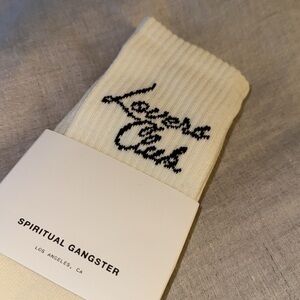 Lovers
Club
SPIRITUAL GANGSTER
LOS ANGELES, CA